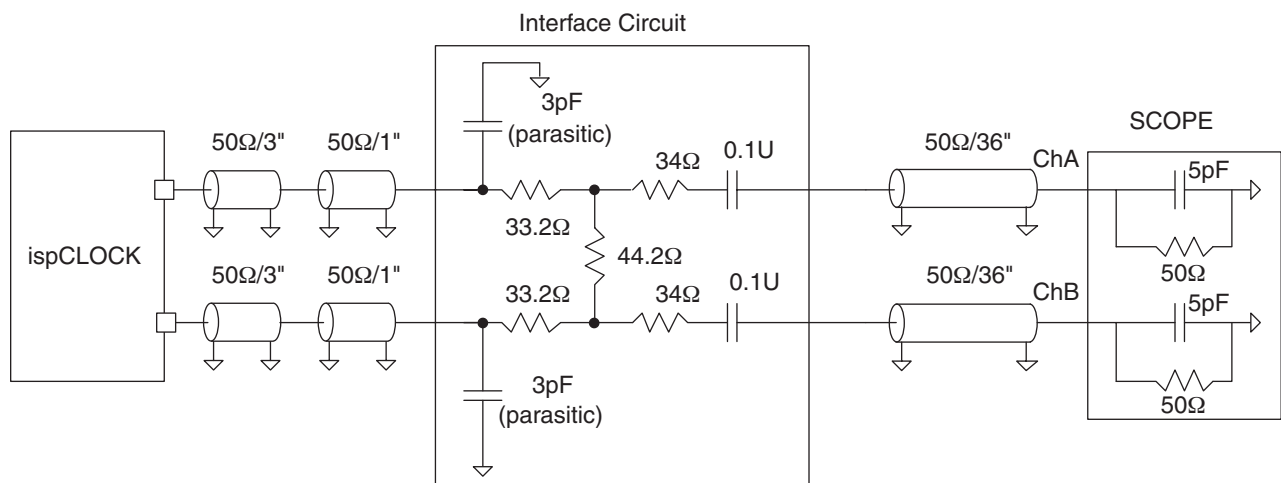 Interface Circuit
3pF
(parasitic)
50Ω/3"
50Ω/1"
34Ω
0.1U
50Ω/36"
ChA
SCOPE
5pF
50Ω
33.2Ω
44.2Ω
ispCLOCK
50Ω/3"
50Ω/1"
33.2Ω
34Ω
0.1U
50Ω/36"
ChB
5pF
50Ω
3pF
(parasitic)